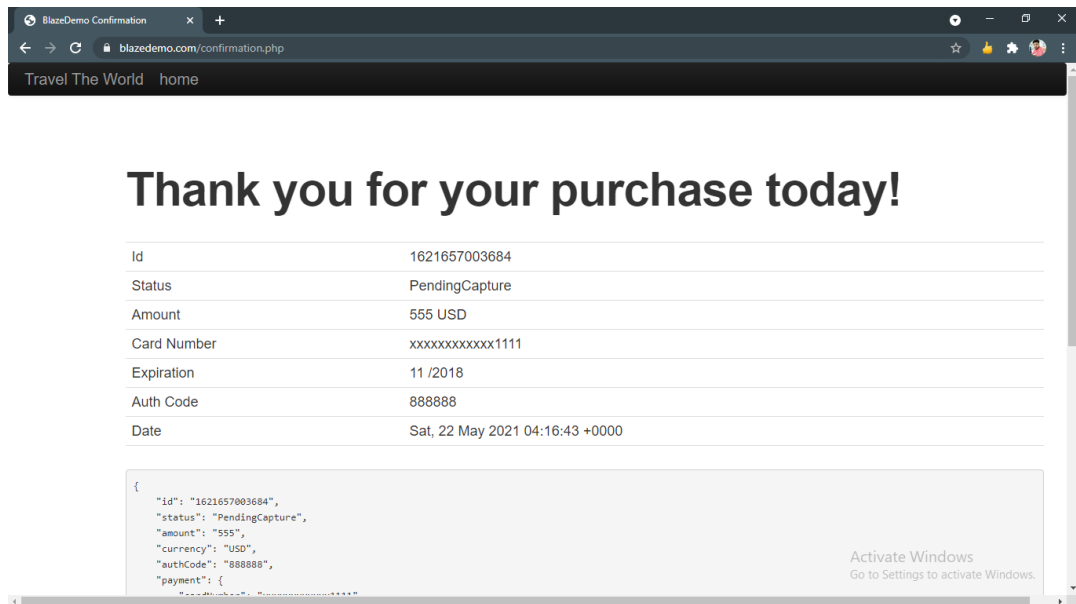 BlazeDemo Confirmation
blazedemo.com/confirmation.php
Travel The World home
Thank you for your purchase today!
Id 1621657003684
Status PendingCapture
Amount 555 USD
Card Number xxxxxxxxxxxx1111
Expiration 11 /2018
Auth Code 888888
Date Sat, 22 May 2021 04:16:43 +0000
{
"id": "1621657003684",
"status": "PendingCapture",
"amount": "555",
"currency": "USD",
"authCode": "888888",
"payment": {
"cardNumber": "xxxxxxxxxxxx1111"
Activate Windows
Go to Settings to activate Windows.